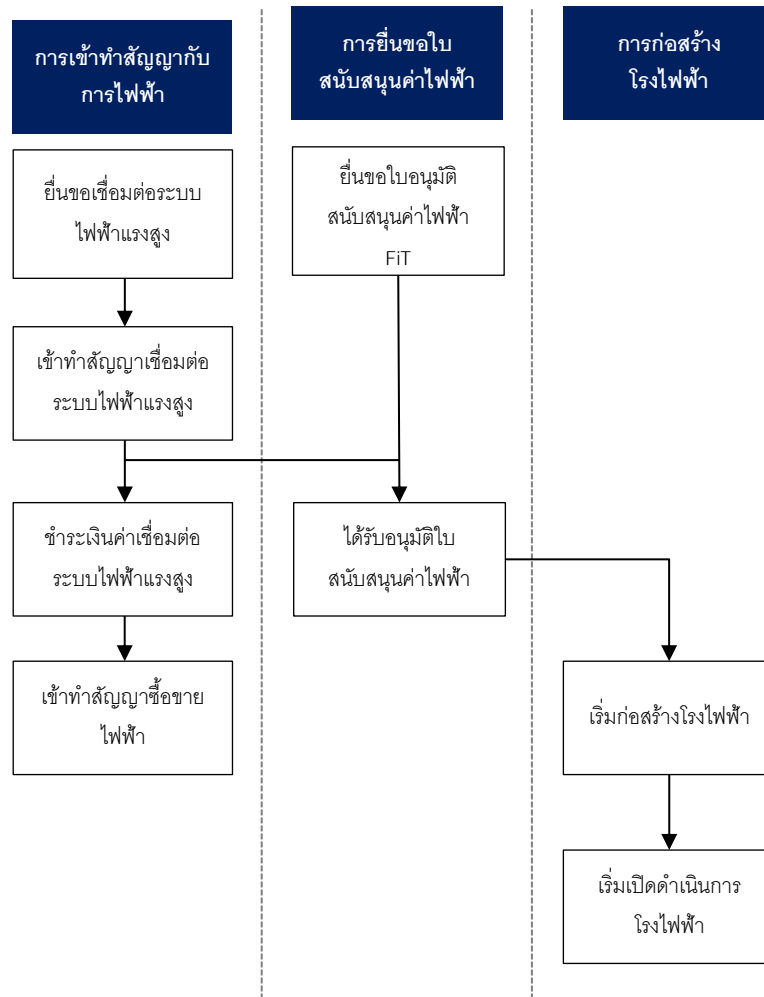 การเข้าทำสัญญากับ
การไฟฟ้า
ยื่นขอเชื่อมต่อระบบ
ไฟฟ้าแรงสูง
เข้าทำสัญญาเชื่อมต่อ
ระบบไฟฟ้าแรงสูง
ชำระเงินค่าเชื่อมต่อ
ระบบไฟฟ้าแรงสูง
เข้าทำสัญญาซื้อขาย
ไฟฟ้า
การยื่นขอใบ
สนับสนุนค่าไฟฟ้า
ยื่นขอใบอนุมัติ
สนับสนุนค่าไฟฟ้า
FiT
ได้รับอนุมัติใบ
สนับสนุนค่าไฟฟ้า
การก่อสร้าง
โรงไฟฟ้า
เริ่มก่อสร้างโรงไฟฟ้า
เริ่มเปิดดำเนินการ
โรงไฟฟ้า